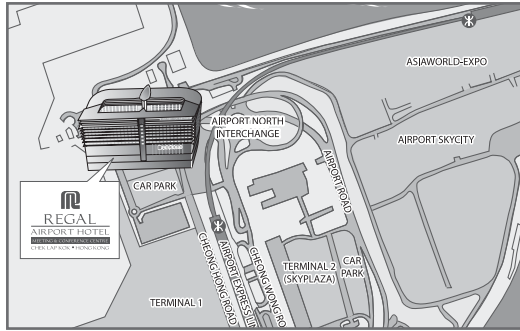 ASIAWORLD-EXPO
AIRPORT NORTH
INTERCHANGE
AIRPORT SKYCITY
AIRPORT ROAD
CAR PARK
REGAL
AIRPORT HOTEL
MEETING & CONFERENCE CENTRE
CHEK LAP KOK • HONG KONG
TERMINAL 1
CHEONG HONG ROAD
AIRPORT EXPRESS LIN
CHEONG WONG RO
TERMINAL 2
(SKYPLAZA)
CAR
PARK